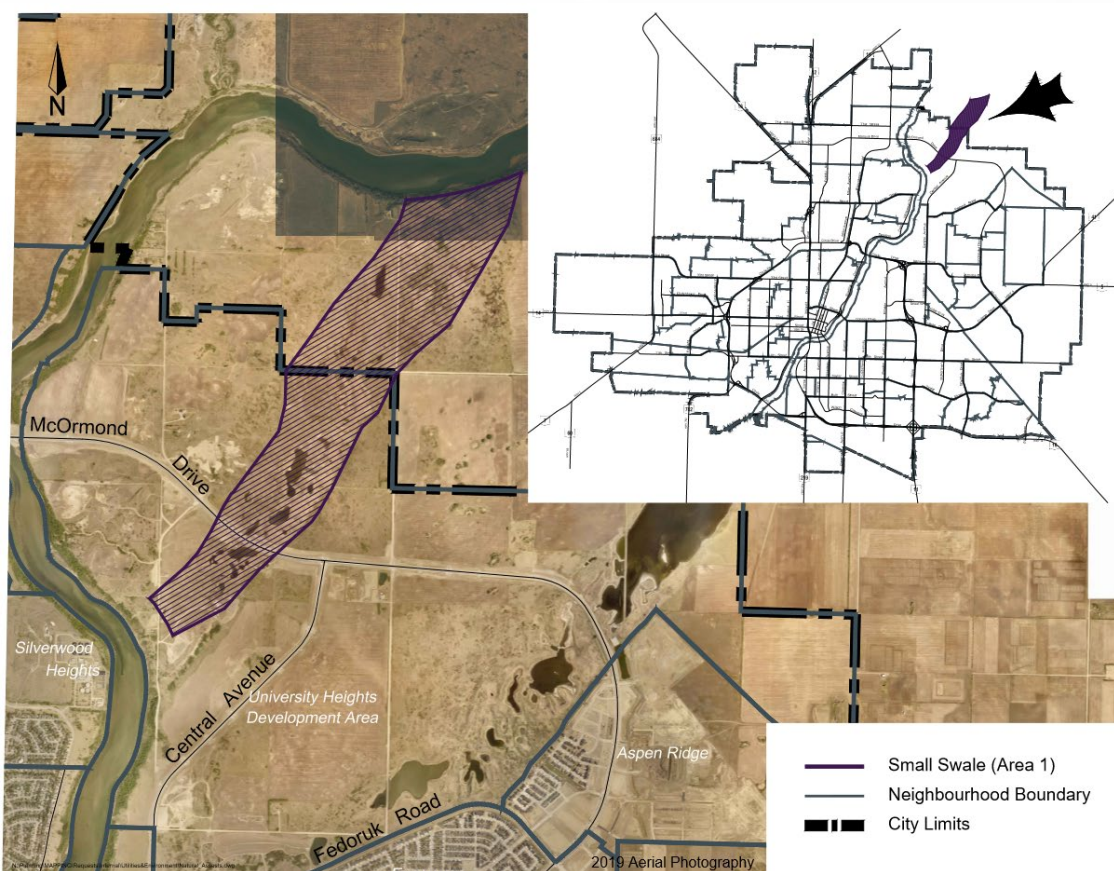 N
McOrmond
Drive
Silverwood
Heights
Central Avenue
University Heights
Development Area
Aspen Ridge
Fedoruk Road
2019 Aerial Photography
Small Swale (Area 1)
Neighbourhood Boundary
City Limits